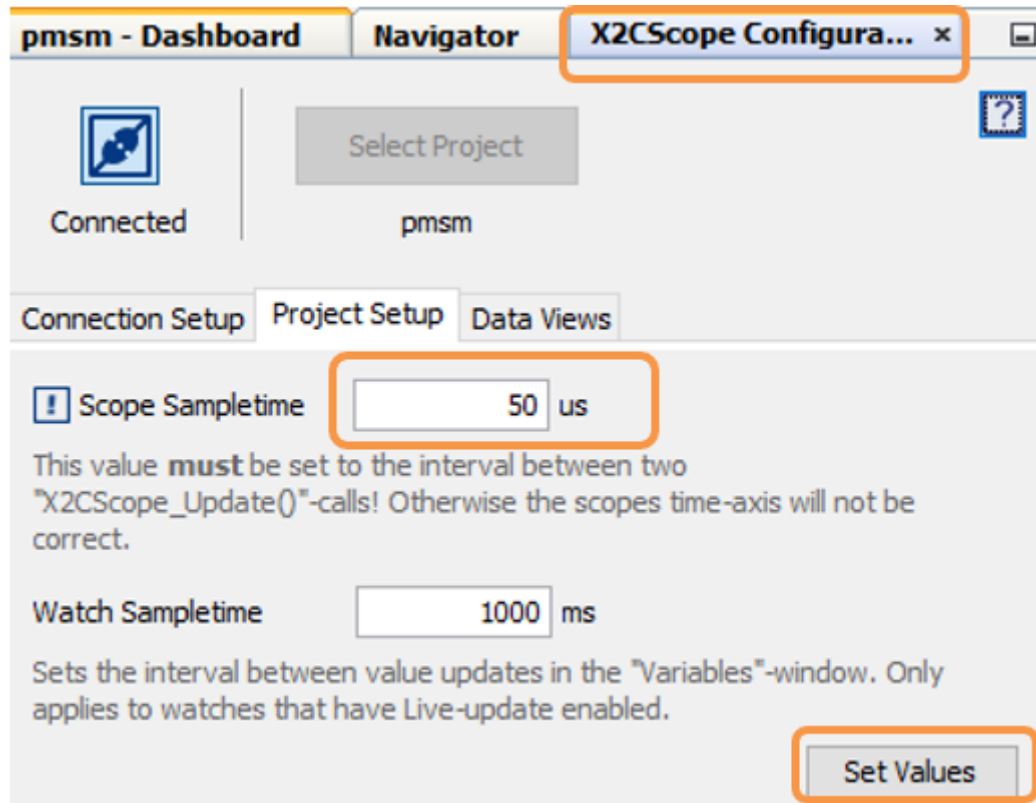 pmsm - Dashboard Navigator X2CScope Configura... ×
?
Select Project
Connected pmsm
Connection Setup Project Setup Data Views
! Scope Sampletime 50 us
This value must be set to the interval between two
"X2CScope_Update()"-calls! Otherwise the scopes time-axis will not be
correct.
Watch Sampletime 1000 ms
Sets the interval between value updates in the "Variables"-window. Only
applies to watches that have Live-update enabled.
Set Values